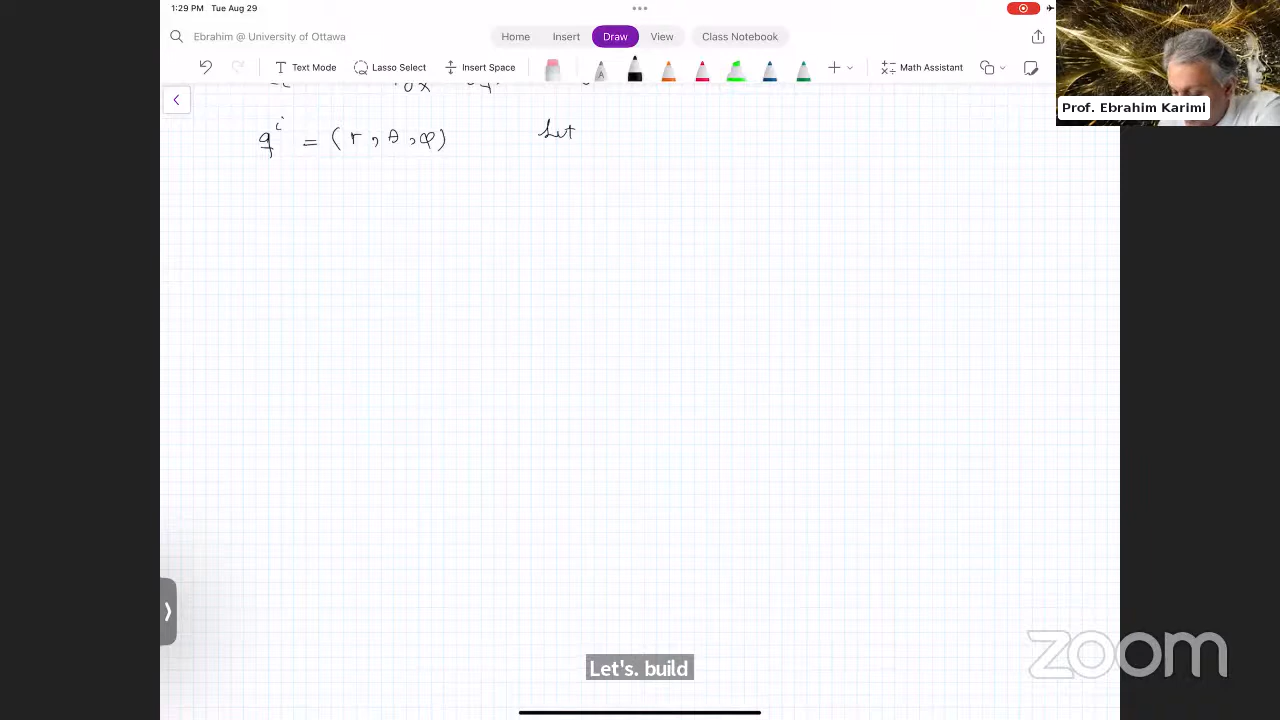 1:29 PM Tue Aug 29
Ebrahim @ University of Ottawa Home Insert Draw View Class Notebook
Text Mode Lasso Select Insert Space Math Assistant
Prof. Ebrahim Karimi
qⁱ = (r, θ, φ) Let
Let's. build
zoom